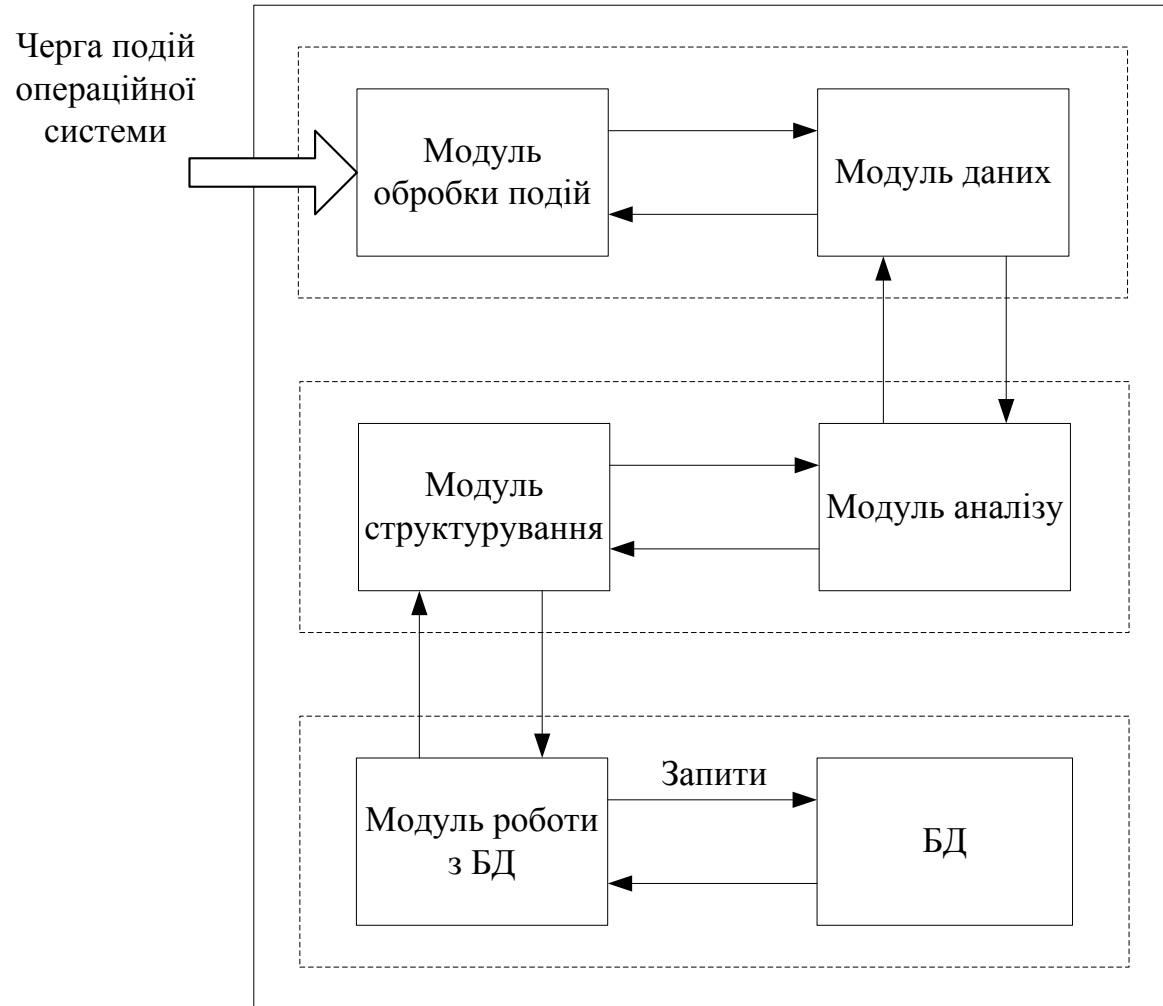 Черга подій
операційної
системи
Модуль
обробки подій
Модуль даних
Модуль
структурування
Модуль аналізу
Модуль роботи
з БД
Запити
БД